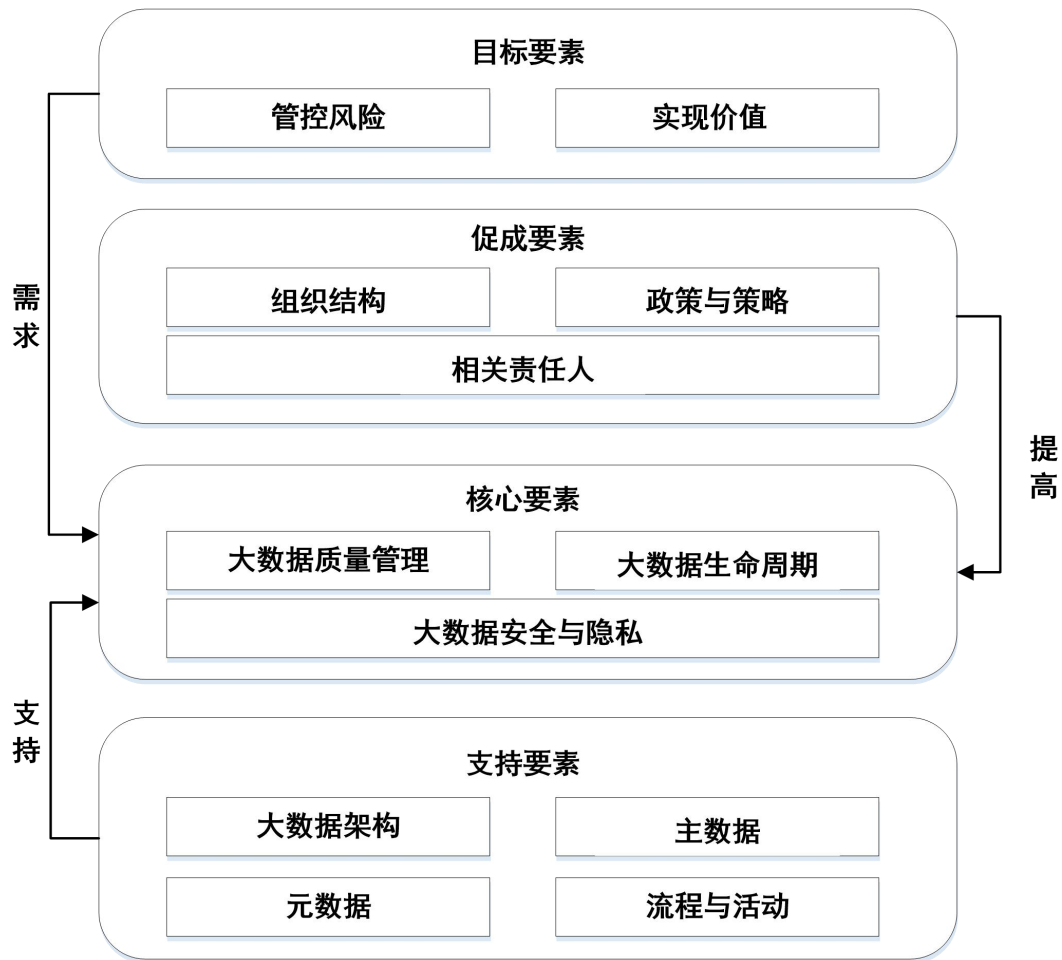 目标要素
管控风险
实现价值
促成要素
组织结构
政策与策略
相关责任人
需求
提高
核心要素
大数据质量管理
大数据生命周期
大数据安全与隐私
支持
支持要素
大数据架构
主数据
元数据
流程与活动